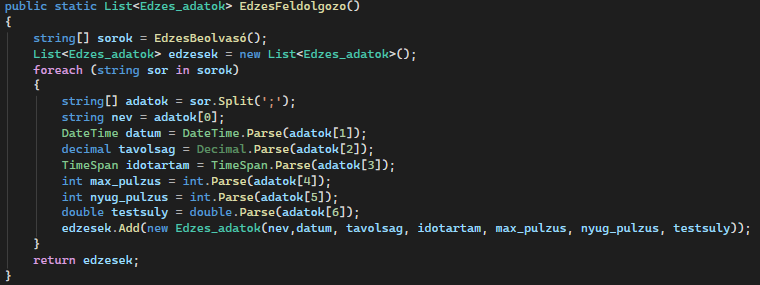 public static List<Edzes_adatok> EdzesFeldolgozo()
{
string[] sorok = EdzesBeolvasó();
List<Edzes_adatok> edzesek = new List<Edzes_adatok>();
foreach (string sor in sorok)
{
string[] adatok = sor.Split(';');
string nev = adatok[0];
DateTime datum = DateTime.Parse(adatok[1]);
decimal tavolsag = Decimal.Parse(adatok[2]);
TimeSpan idotartam = TimeSpan.Parse(adatok[3]);
int max_pulzus = int.Parse(adatok[4]);
int nyug_pulzus = int.Parse(adatok[5]);
double testsuly = double.Parse(adatok[6]);
edzesek.Add(new Edzes_adatok(nev,datum, tavolsag, idotartam, max_pulzus, nyug_pulzus, testsuly));
}
return edzesek;
}